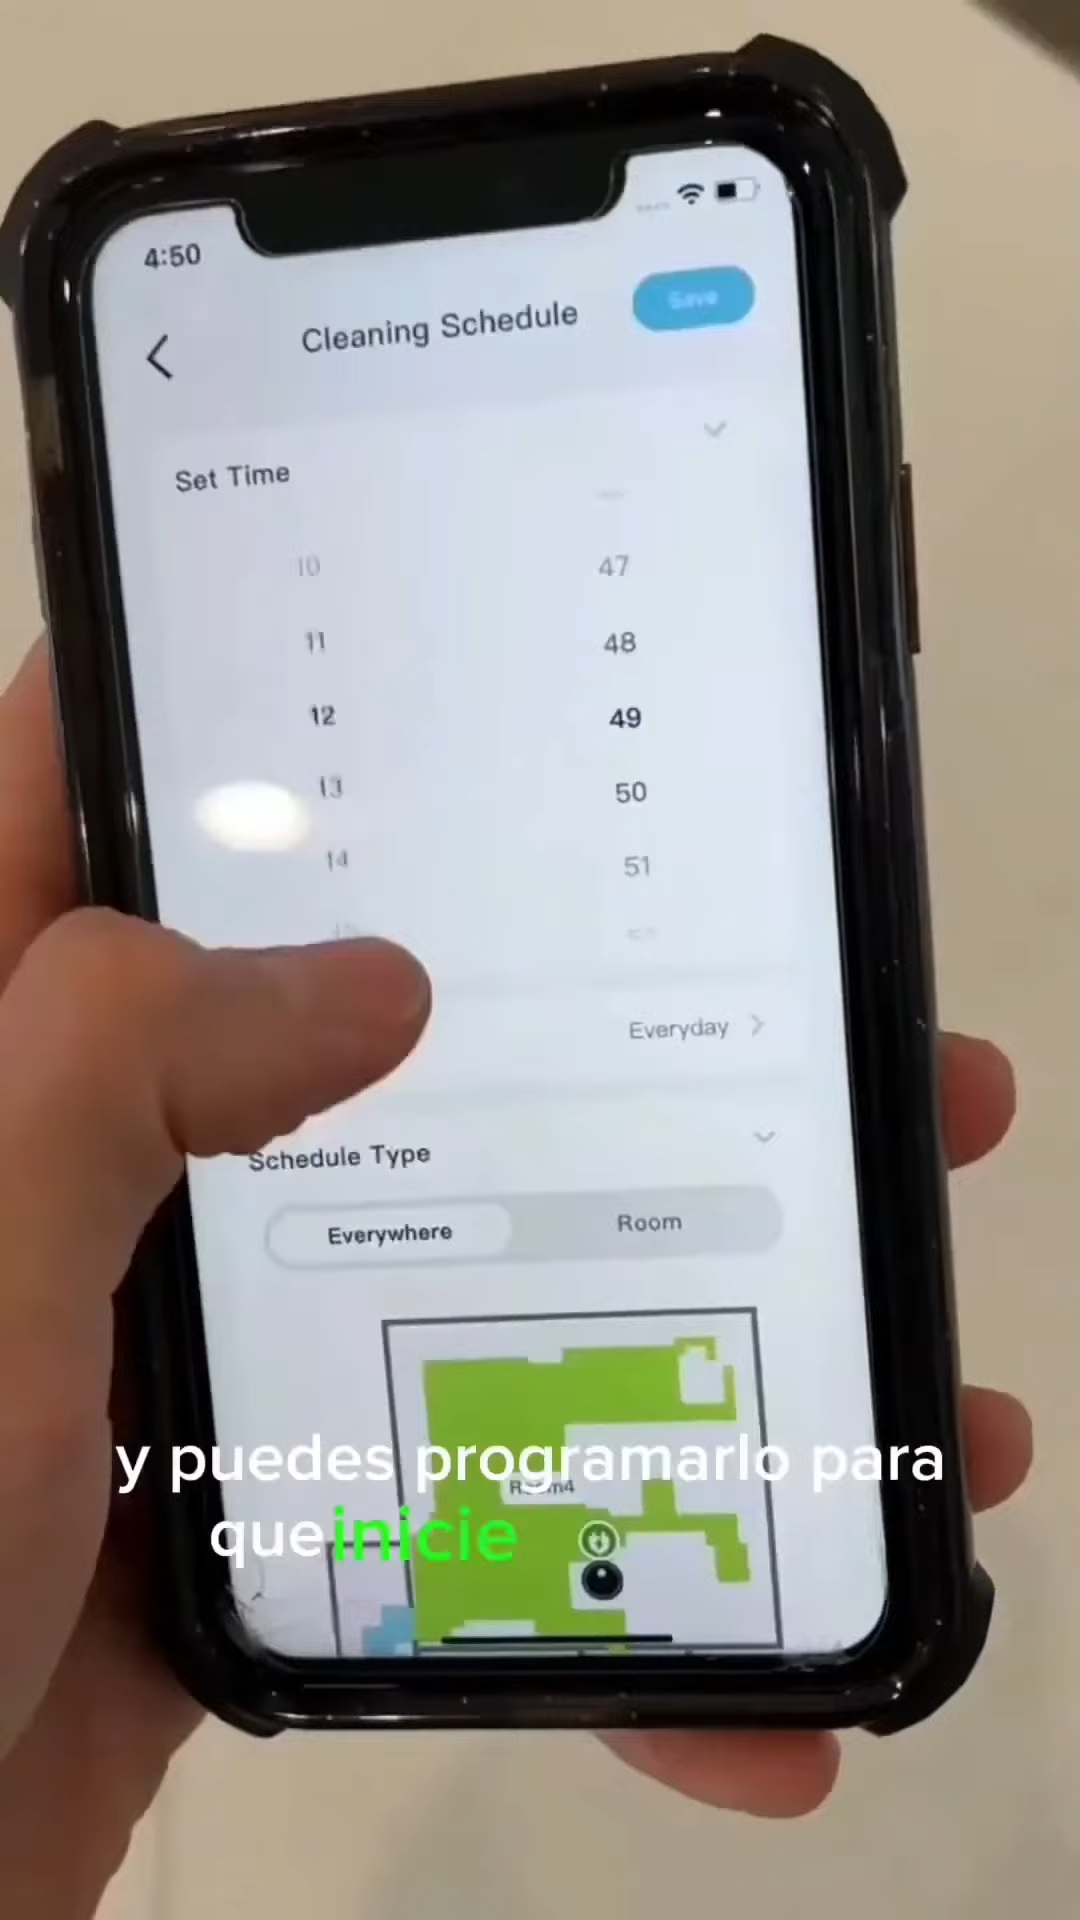 4:50
Save
Cleaning Schedule
Set Time
10 47
11 48
12 49
13 50
14 51
Everyday
Schedule Type
Everywhere Room
y puedes programarlo para
que inicie